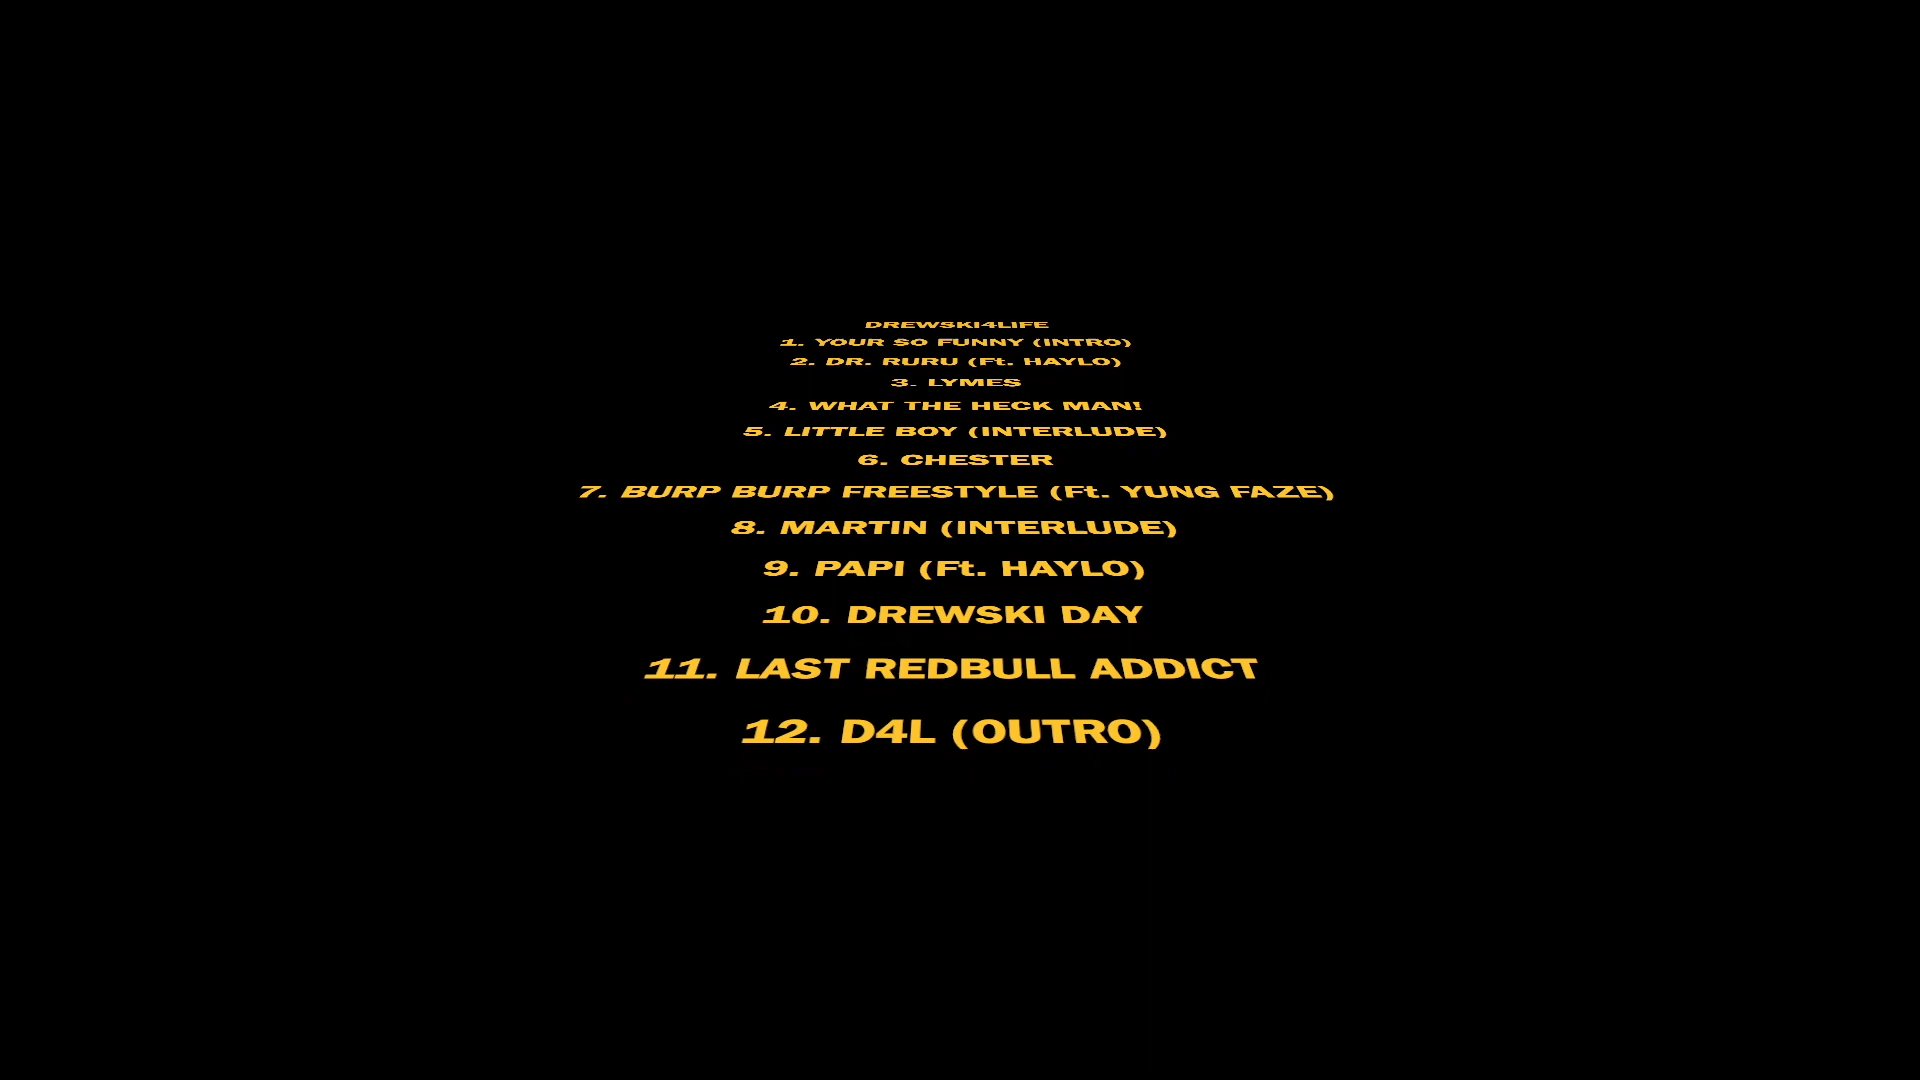 DREWSKI4LIFE
1. YOUR SO FUNNY (INTRO)
2. DR. RURU (Ft. HAYLO)
3. LYMES
4. WHAT THE HECK MAN!
5. LITTLE BOY (INTERLUDE)
6. CHESTER
7. BURP BURP FREESTYLE (Ft. YUNG FAZE)
8. MARTIN (INTERLUDE)
9. PAPI (Ft. HAYLO)
10. DREWSKI DAY
11. LAST REDBULL ADDICT
12. D4L (OUTRO)